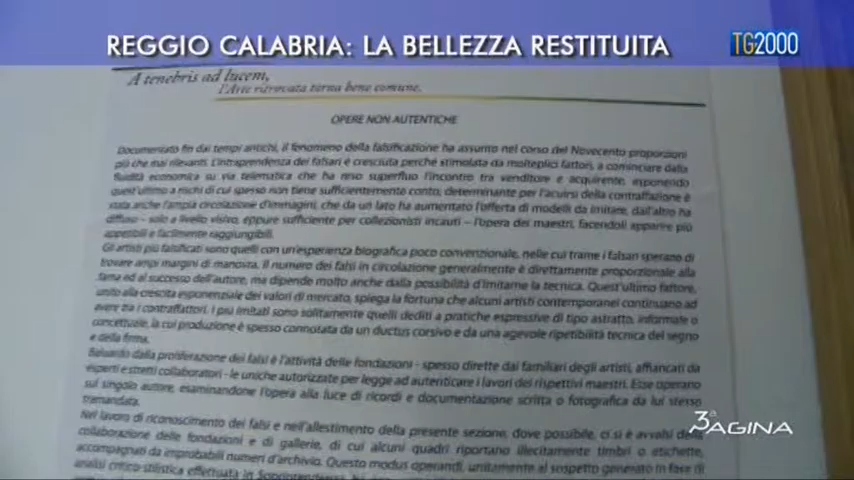 REGGIO CALABRIA: LA BELLEZZA RESTITUITA
TG2000
A tenebris ad lucem,
l'Arte ritrovata torna bene comune.
OPERE NON AUTENTICHE
Documentato fin dai tempi antichi, il fenomeno della falsificazione ha assunto nel corso del Novecento proporzioni
più che mai rilevanti. L'intraprendenza dei falsari è cresciuta perché stimolata da molteplici fattori, a cominciare dalla
fluidità economica su via telematica che ha reso superfluo l'incontro tra venditore e acquirente, esponendo
quest'ultimo a rischi di cui spesso non tiene sufficientemente conto; determinante per l'acuirsi della contraffazione è
stata anche l'ampia circolazione d'immagini, che da un lato ha aumentato l'offerta di modelli da imitare, dall'altro ha
diffuso – solo a livello visivo, eppure sufficiente per collezionisti incauti – l'opera dei maestri, facendoli apparire più
appetibili e facilmente raggiungibili.
Gli artisti più falsificati sono quelli con un'esperienza biografica poco convenzionale, nelle cui trame i falsari sperano di
trovare ampi margini di manovra. Il numero dei falsi in circolazione generalmente è direttamente proporzionale alla
fama ed al successo dell'autore, ma dipende molto anche dalla possibilità d'imitarne la tecnica. Quest'ultimo fattore,
unito alla crescita esponenziale dei valori di mercato, spiega la fortuna che alcuni artisti contemporanei continuano ad
avere tra i contraffattori. I più imitati sono solitamente quelli dediti a pratiche espressive di tipo astratto, informale o
concettuale, la cui produzione è spesso connotata da un ductus corsivo e da una agevole ripetibilità tecnica del segno
e della firma.
Baluardo dalla proliferazione dei falsi è l'attività delle fondazioni - spesso dirette dai familiari degli artisti, affiancati da
esperti e stretti collaboratori - le uniche autorizzate per legge ad autenticare i lavori dei rispettivi maestri. Esse operano
sul singolo autore, esaminandone l'opera alla luce di ricordi e documentazione scritta o fotografica da lui stesso
tramandata.
Nel lavoro di riconoscimento dei falsi e nell'allestimento della presente sezione, dove possibile, ci si è avvalsi della
collaborazione delle fondazioni e di gallerie, di cui alcuni quadri riportano illecitamente timbri o etichette,
accompagnati da improbabili numeri d'archivio. Questo modus operandi, unitamente al sospetto generato in fase di
analisi critico-stilistica effettuata in Soprintendenza,
3ª PAGINA